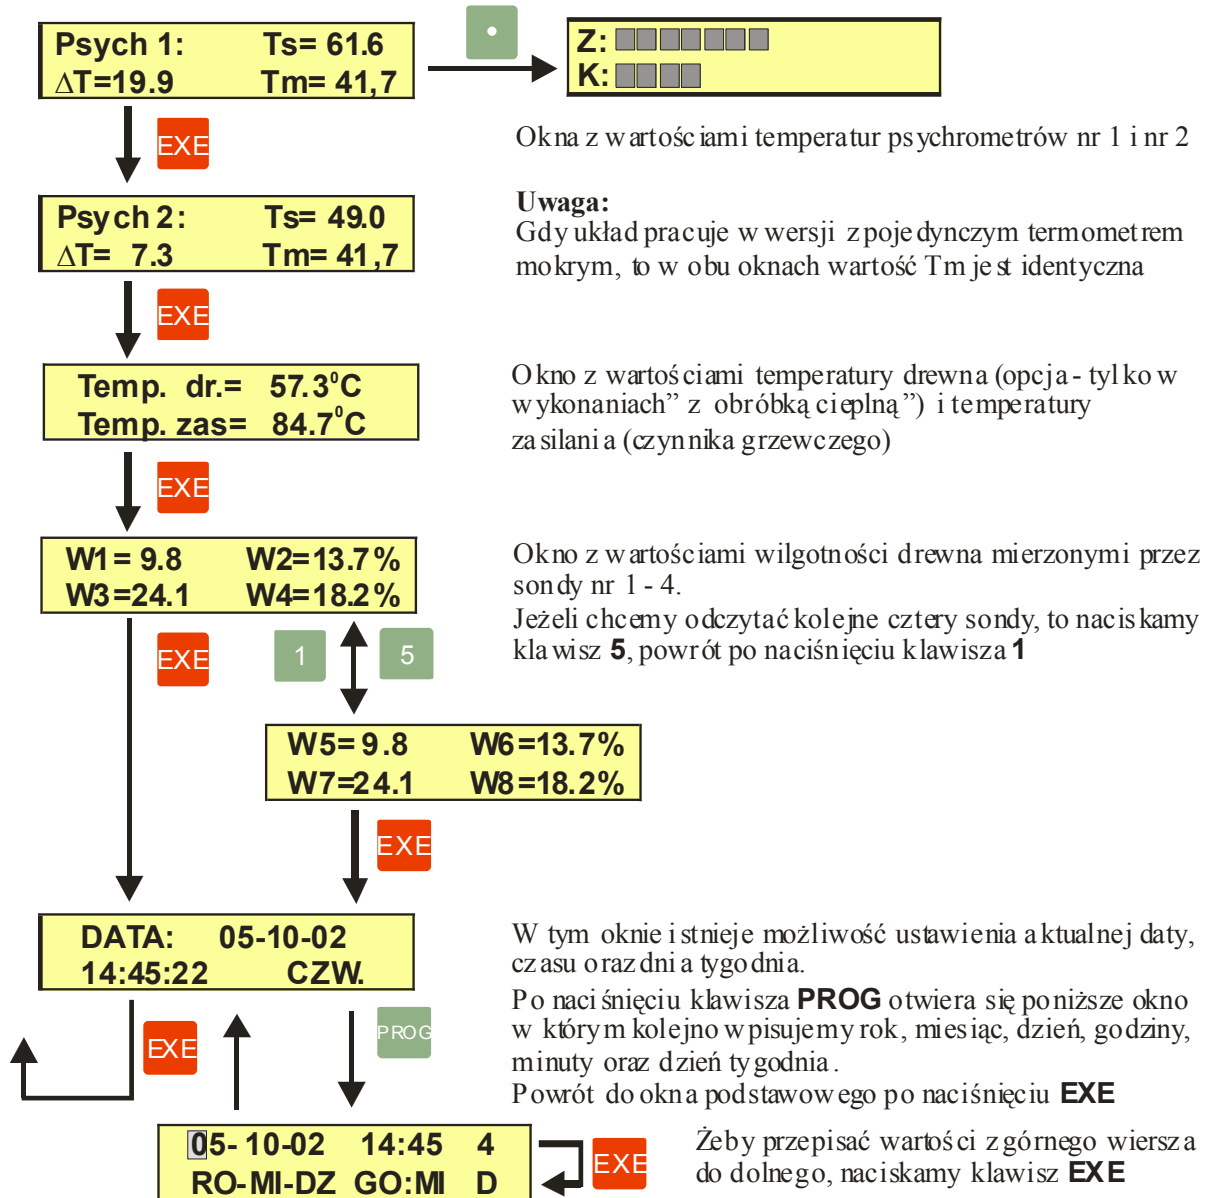 Psych 1: Ts= 61.6
∆T=19.9 Tm= 41,7
•
Z:
K:
EXE
Okna z wartościami temperatur psychrometrów nr 1 i nr 2
Psych 2: Ts= 49.0
∆T= 7.3 Tm= 41,7
Uwaga:
Gdy układ pracuje w wersji z pojedynczym termometrem
mokrym, to w obu oknach wartość Tm jest identyczna
EXE
Temp. dr.= 57.3⁰C
Temp. zas= 84.7⁰C
Okno z wartościami temperatury drewna (opcja - tylko w
wykonaniach” z obróbką cieplną”) i temperatury
zasilania (czynnika grzewczego)
EXE
W1= 9.8 W2=13.7%
W3=24.1 W4=18.2%
Okno z wartościami wilgotności drewna mierzonymi przez
sondy nr 1 - 4.
Jeżeli chcemy odczytać kolejne cztery sondy, to naciskamy
klawisz 5, powrót po naciśnięciu klawisza 1
EXE
1
5
W5= 9.8 W6=13.7%
W7=24.1 W8=18.2%
EXE
DATA: 05-10-02
14:45:22 CZW.
W tym oknie istnieje możliwość ustawienia aktualnej daty,
czasu oraz dnia tygodnia.
Po naciśnięciu klawisza PROG otwiera się poniższe okno
w którym kolejno wpisujemy rok, miesiąc, dzień, godziny,
minuty oraz dzień tygodnia.
Powrót do okna podstawowego po naciśnięciu EXE
EXE
PROG
05-10-02 14:45 4
RO-MI-DZ GO:MI D
EXE
Żeby przepisać wartości z górnego wiersza
do dolnego, naciskamy klawisz EXE